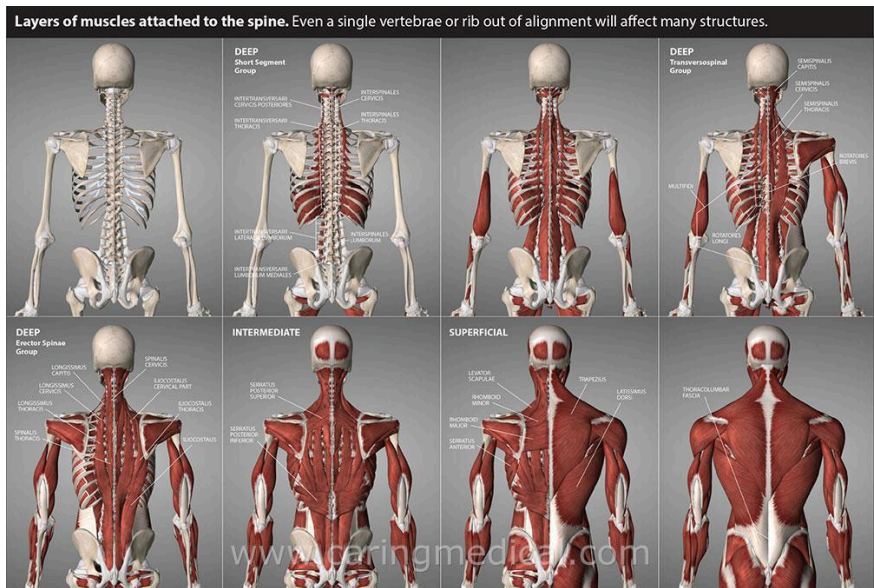 Layers of muscles attached to the spine. Even a single vertebrae or rib out of alignment will affect many structures.
DEEP
Short Segment
Group
INTERTRANSVERSARI
CERVICIS POSTERIORES
INTERTRANSVERSARI
THORACIS
INTERSPINALES
CERVICIS
INTERSPINALES
THORACIS
INTERTRANSVERSARI
LATERALES LUMBORUM
INTERSPINALES
LUMBORUM
INTERTRANSVERSARI
LUMBORUM MEDIALES
DEEP
Transversospinal
Group
SEMISPINALIS
CAPITIS
SEMISPINALIS
CERVICIS
SEMISPINALIS
THORACIS
ROTATORES
BREVIS
MULTIFIDI
ROTATORES
LONGI
DEEP
Erector Spinae
Group
LONGISSIMUS
CAPITIS
LONGISSIMUS
CERVICIS
LONGISSIMUS
THORACIS
SPINALIS
THORACIS
SPINALIS
CERVICIS
ILIOCOSTALIS
CERVICAL PART
ILIOCOSTALIS
THORACIS
ILIOCOSTALIS
INTERMEDIATE
SERRATUS
POSTERIOR
SUPERIOR
SERRATUS
POSTERIOR
INFERIOR
SUPERFICIAL
LEVATOR
SCAPULAE
RHOMBOID
MINOR
RHOMBOID
MAJOR
SERRATUS
ANTERIOR
TRAPEZIUS
LATISSIMUS
DORSI
THORACOLUMBAR
FASCIA
www.caringmedical.com